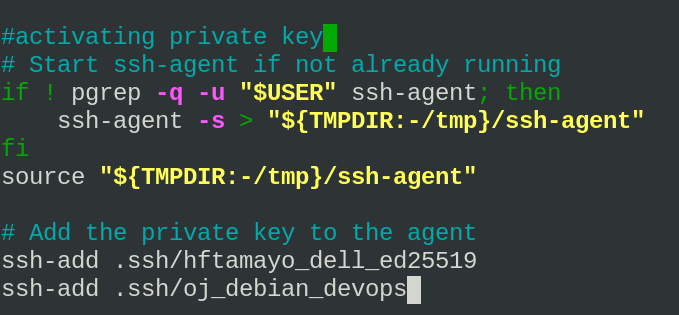 #activating private key
# Start ssh-agent if not already running
if ! pgrep -q -u "$USER" ssh-agent; then
    ssh-agent -s > "${TMPDIR:-/tmp}/ssh-agent"
fi
source "${TMPDIR:-/tmp}/ssh-agent"

# Add the private key to the agent
ssh-add .ssh/hftamayo_dell_ed25519
ssh-add .ssh/oj_debian_devops